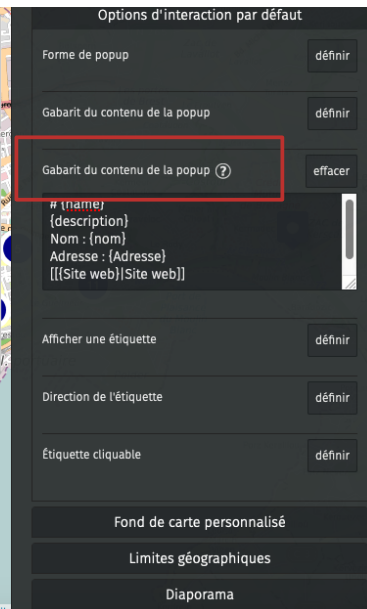 Options d'interaction par défaut
Forme de popup définir
Gabarit du contenu de la popup définir
Gabarit du contenu de la popup ? effacer
# {name}
{description}
Nom : {nom}
Adresse : {Adresse}
[[{Site web}|Site web]]
Afficher une étiquette définir
Direction de l'étiquette définir
Étiquette cliquable définir
Fond de carte personnalisé
Limites géographiques
Diaporama